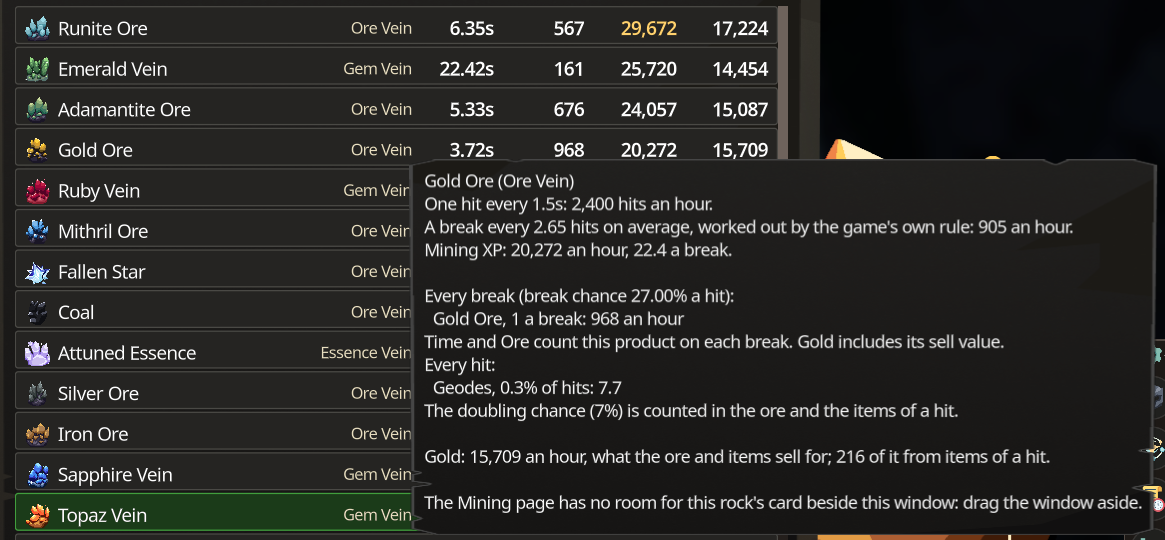 Runite Ore Ore Vein 6.35s 567 29,672 17,224
Emerald Vein Gem Vein 22.42s 161 25,720 14,454
Adamantite Ore Ore Vein 5.33s 676 24,057 15,087
Gold Ore Ore Vein 3.72s 968 20,272 15,709
Ruby Vein Gem Vein
Mithril Ore Ore Vein
Fallen Star Ore Vein
Coal Ore Vein
Attuned Essence Essence Vein
Silver Ore Ore Vein
Iron Ore Ore Vein
Sapphire Vein Gem Vein
Topaz Vein Gem Vein
Gold Ore (Ore Vein)
One hit every 1.5s: 2,400 hits an hour.
A break every 2.65 hits on average, worked out by the game's own rule: 905 an hour.
Mining XP: 20,272 an hour, 22.4 a break.
Every break (break chance 27.00% a hit):
Gold Ore, 1 a break: 968 an hour
Time and Ore count this product on each break. Gold includes its sell value.
Every hit:
Geodes, 0.3% of hits: 7.7
The doubling chance (7%) is counted in the ore and the items of a hit.
Gold: 15,709 an hour, what the ore and items sell for; 216 of it from items of a hit.
The Mining page has no room for this rock's card beside this window: drag the window aside.